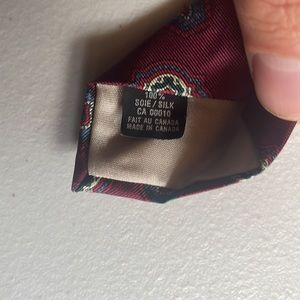 100%
SOIE/SILK
CA 00010
FAIT AU CANADA
MADE IN CANADA